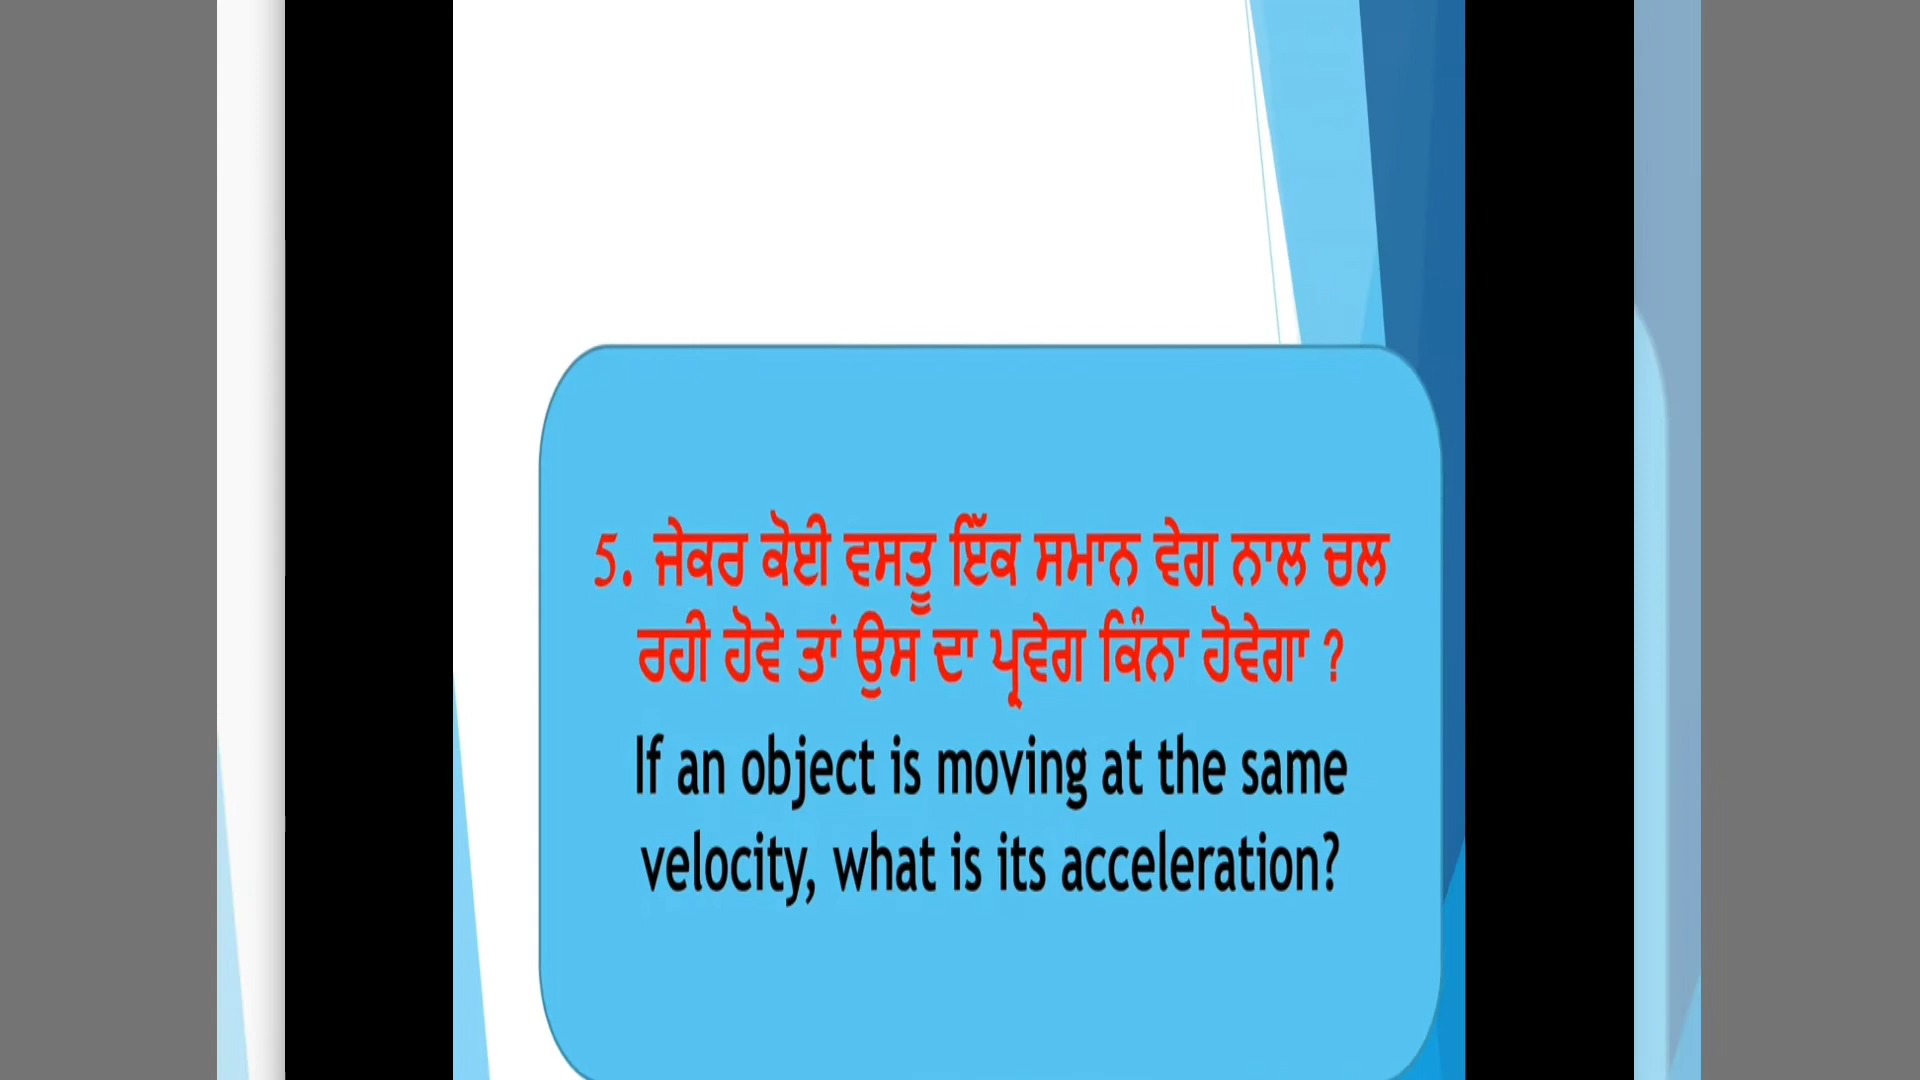 5. ਜੇਕਰ ਕੋਈ ਵਸਤੂ ਇੱਕ ਸਮਾਨ ਵੇਗ ਨਾਲ ਚਲ
ਰਹੀ ਹੋਵੇ ਤਾਂ ਉਸ ਦਾ ਪ੍ਰਵੇਗ ਕਿੰਨਾ ਹੋਵੇਗਾ ?
If an object is moving at the same
velocity, what is its acceleration?